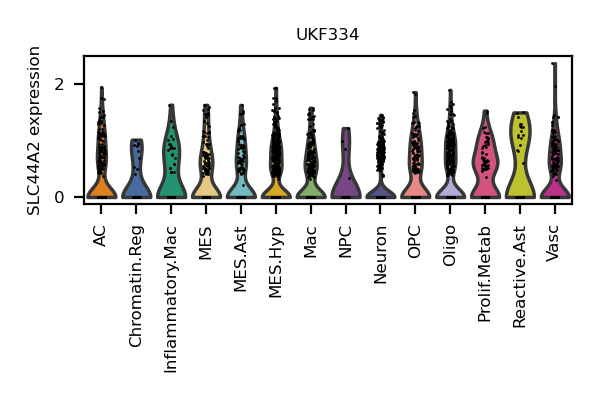 UKF334
SLC44A2 expression
2
0
AC
Chromatin.Reg
Inflammatory.Mac
MES
MES.Ast
MES.Hyp
Mac
NPC
Neuron
OPC
Oligo
Prolif.Metab
Reactive.Ast
Vasc